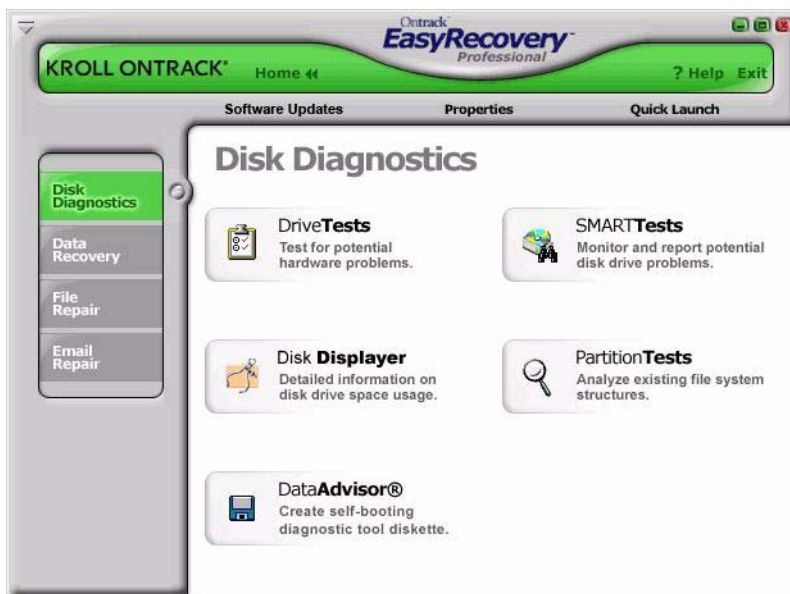 Ontrack
EasyRecovery™
Professional
KROLL ONTRACK®
Home
? Help
Exit
Software Updates
Properties
Quick Launch
Disk Diagnostics
Disk
Diagnostics
Data
Recovery
File
Repair
Email
Repair
DriveTests
Test for potential
hardware problems.
SMARTTests
Monitor and report potential
disk drive problems.
Disk Displayer
Detailed information on
disk drive space usage.
PartitionTests
Analyze existing file system
structures.
DataAdvisor®
Create self-booting
diagnostic tool diskette.